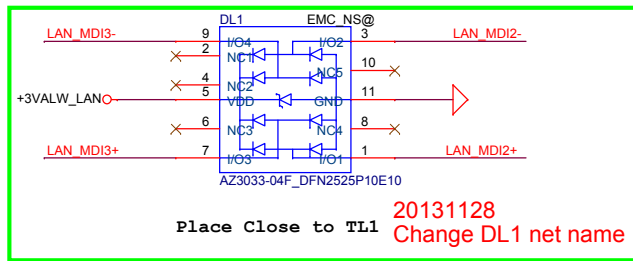 DL1 EMC_NS@
LAN_MDI3- 9 I/O4 I/O2 3 LAN_MDI2-
2 NC1
NC5 10
4 NC2
+3VALW_LAN 5 VDD GND 11
6 NC3 NC4 8
LAN_MDI3+ 7 I/O3 I/O1 1 LAN_MDI2+
AZ3033-04F_DFN2525P10E10
Place Close to TL1
20131128
Change DL1 net name